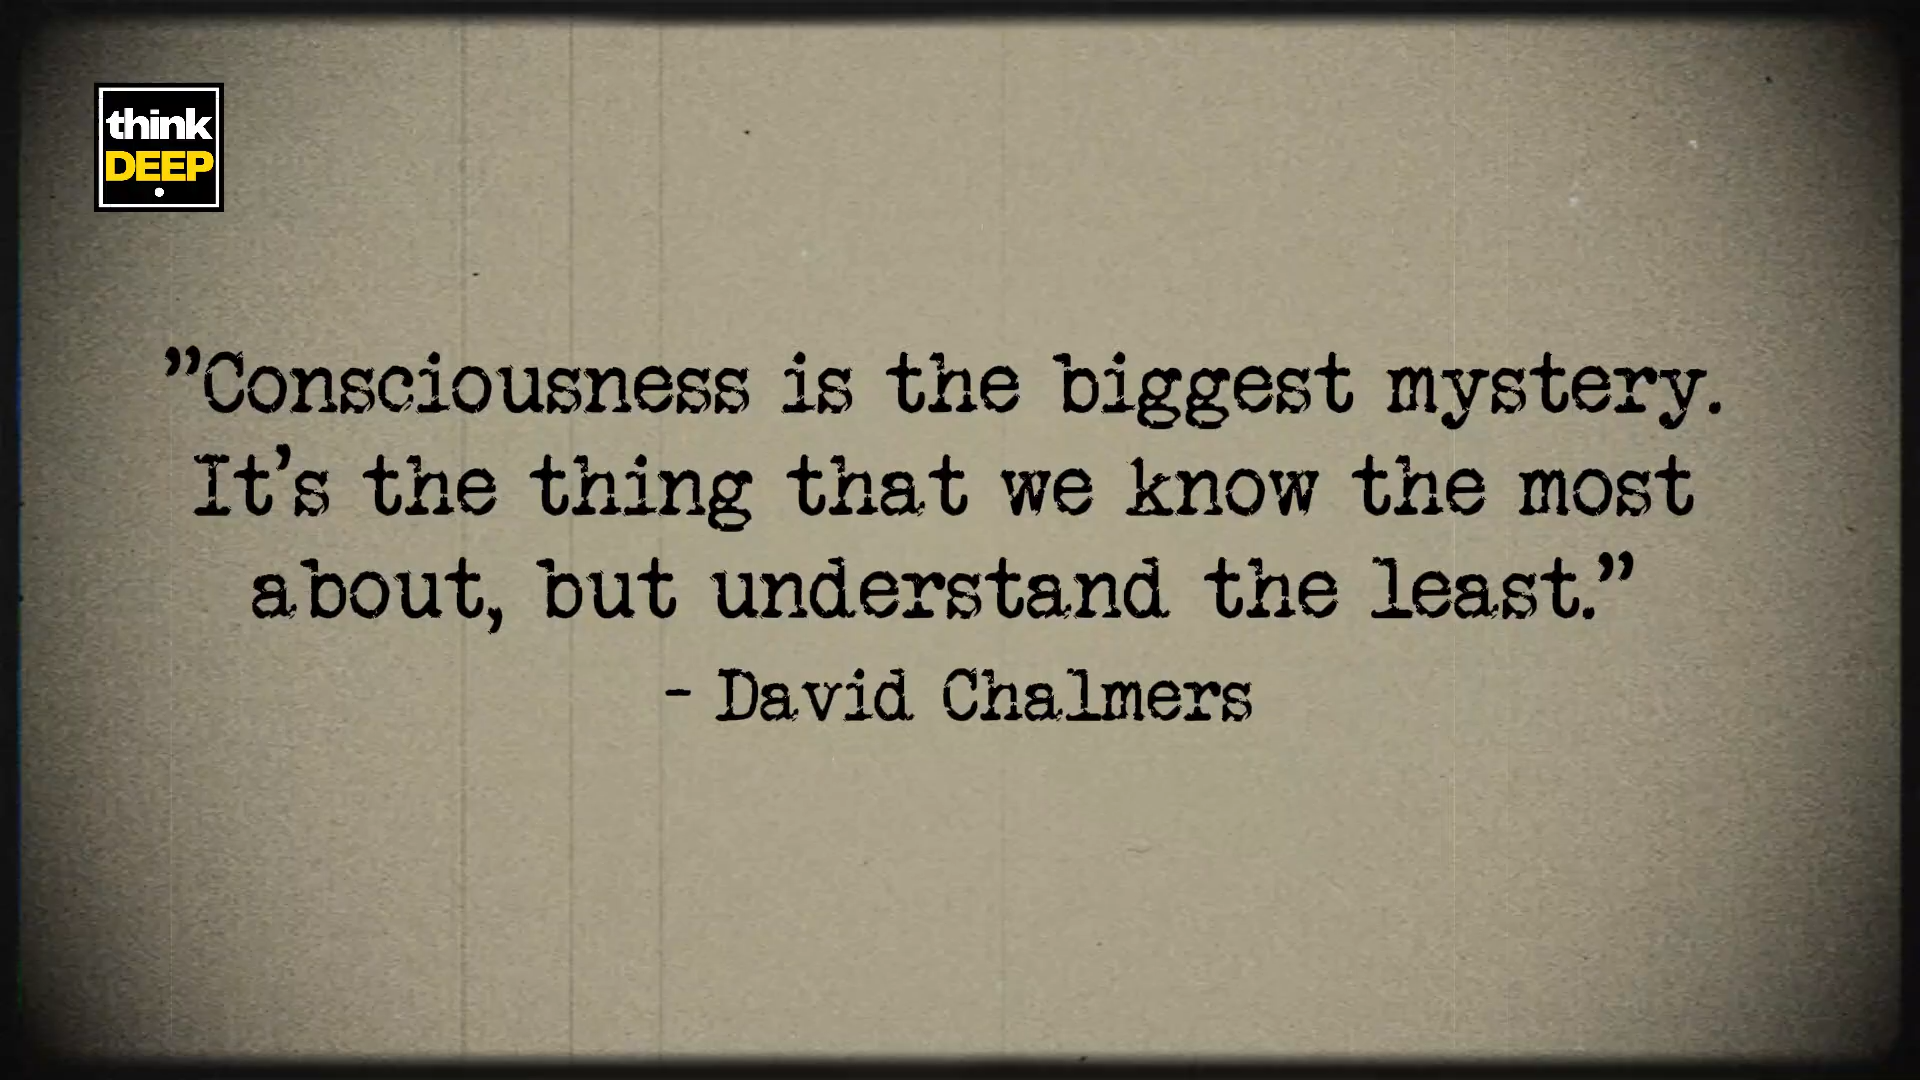 think
DEEP
”Consciousness is the biggest mystery.
It’s the thing that we know the most
about, but understand the least.”
- David Chalmers